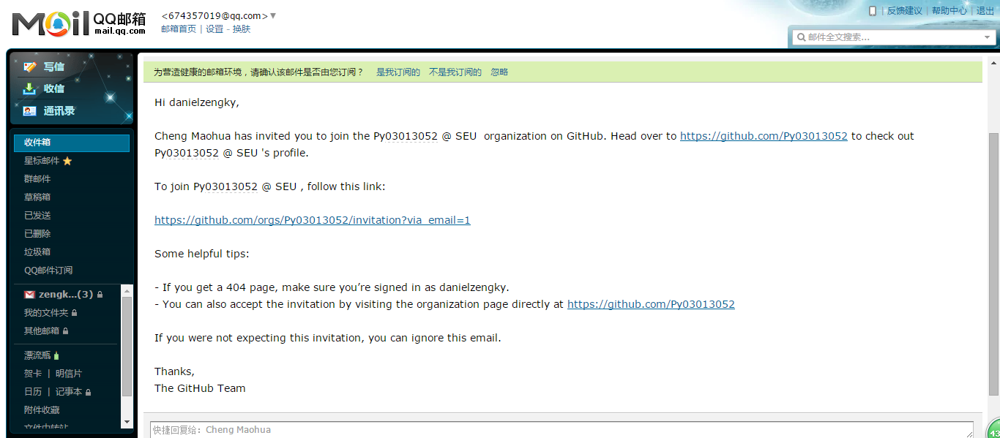 Mail QQ邮箱 mail.qq.com
<674357019@qq.com>
邮箱首页 | 设置 - 换肤
反馈建议 | 帮助中心 | 退出
邮件全文搜索...
写信
收信
通讯录
收件箱
星标邮件
群邮件
草稿箱
已发送
已删除
垃圾箱
QQ邮件订阅
zengk...(3)
我的文件夹
其他邮箱
漂流瓶
贺卡 | 明信片
日历 | 记事本
附件收藏
文件中转站
为营造健康的邮箱环境，请确认该邮件是否由您订阅？ 是我订阅的 不是我订阅的 忽略
Hi danielzengky,
Cheng Maohua has invited you to join the Py03013052 @ SEU organization on GitHub. Head over to https://github.com/Py03013052 to check out
Py03013052 @ SEU 's profile.
To join Py03013052 @ SEU , follow this link:
https://github.com/orgs/Py03013052/invitation?via_email=1
Some helpful tips:
- If you get a 404 page, make sure you’re signed in as danielzengky.
- You can also accept the invitation by visiting the organization page directly at https://github.com/Py03013052
If you were not expecting this invitation, you can ignore this email.
Thanks,
The GitHub Team
快捷回复给：Cheng Maohua